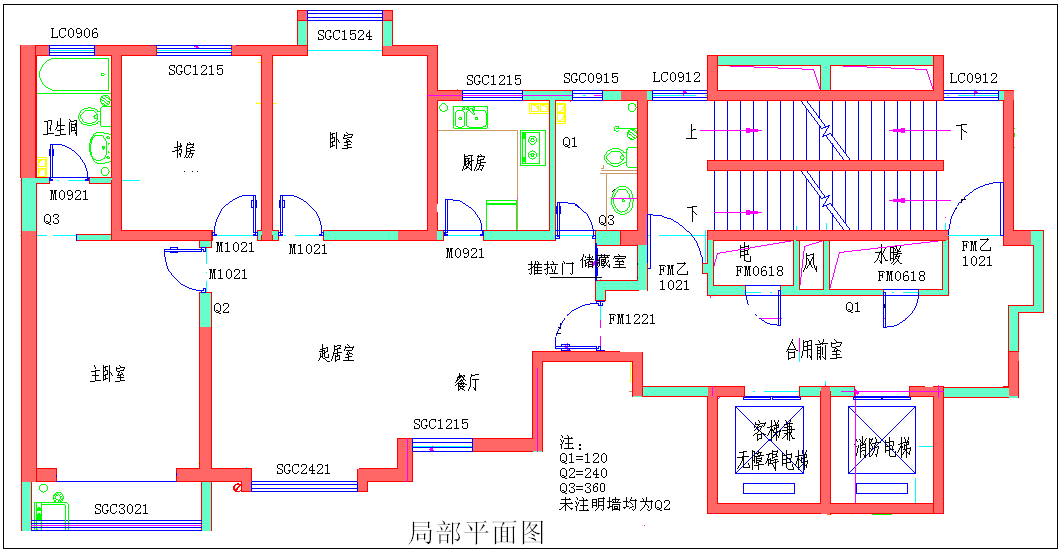 LC0906
SGC1524
SGC1215
SGC1215
SGC0915
LC0912
LC0912
卫生间
书房
卧室
厨房
Q1
上
下
M0921
Q3
Q3
下
M1021
M1021
M0921
M1021
推拉门
储藏室
FM乙
1021
电
FM0618
风
水暖
FM0618
FM乙
1021
Q2
FM1221
Q1
主卧室
起居室
餐厅
合用前室
SGC1215
SGC2421
SGC3021
客梯兼
无障碍电梯
消防电梯
注:
Q1=120
Q2=240
Q3=360
未注明墙均为Q2
局部平面图